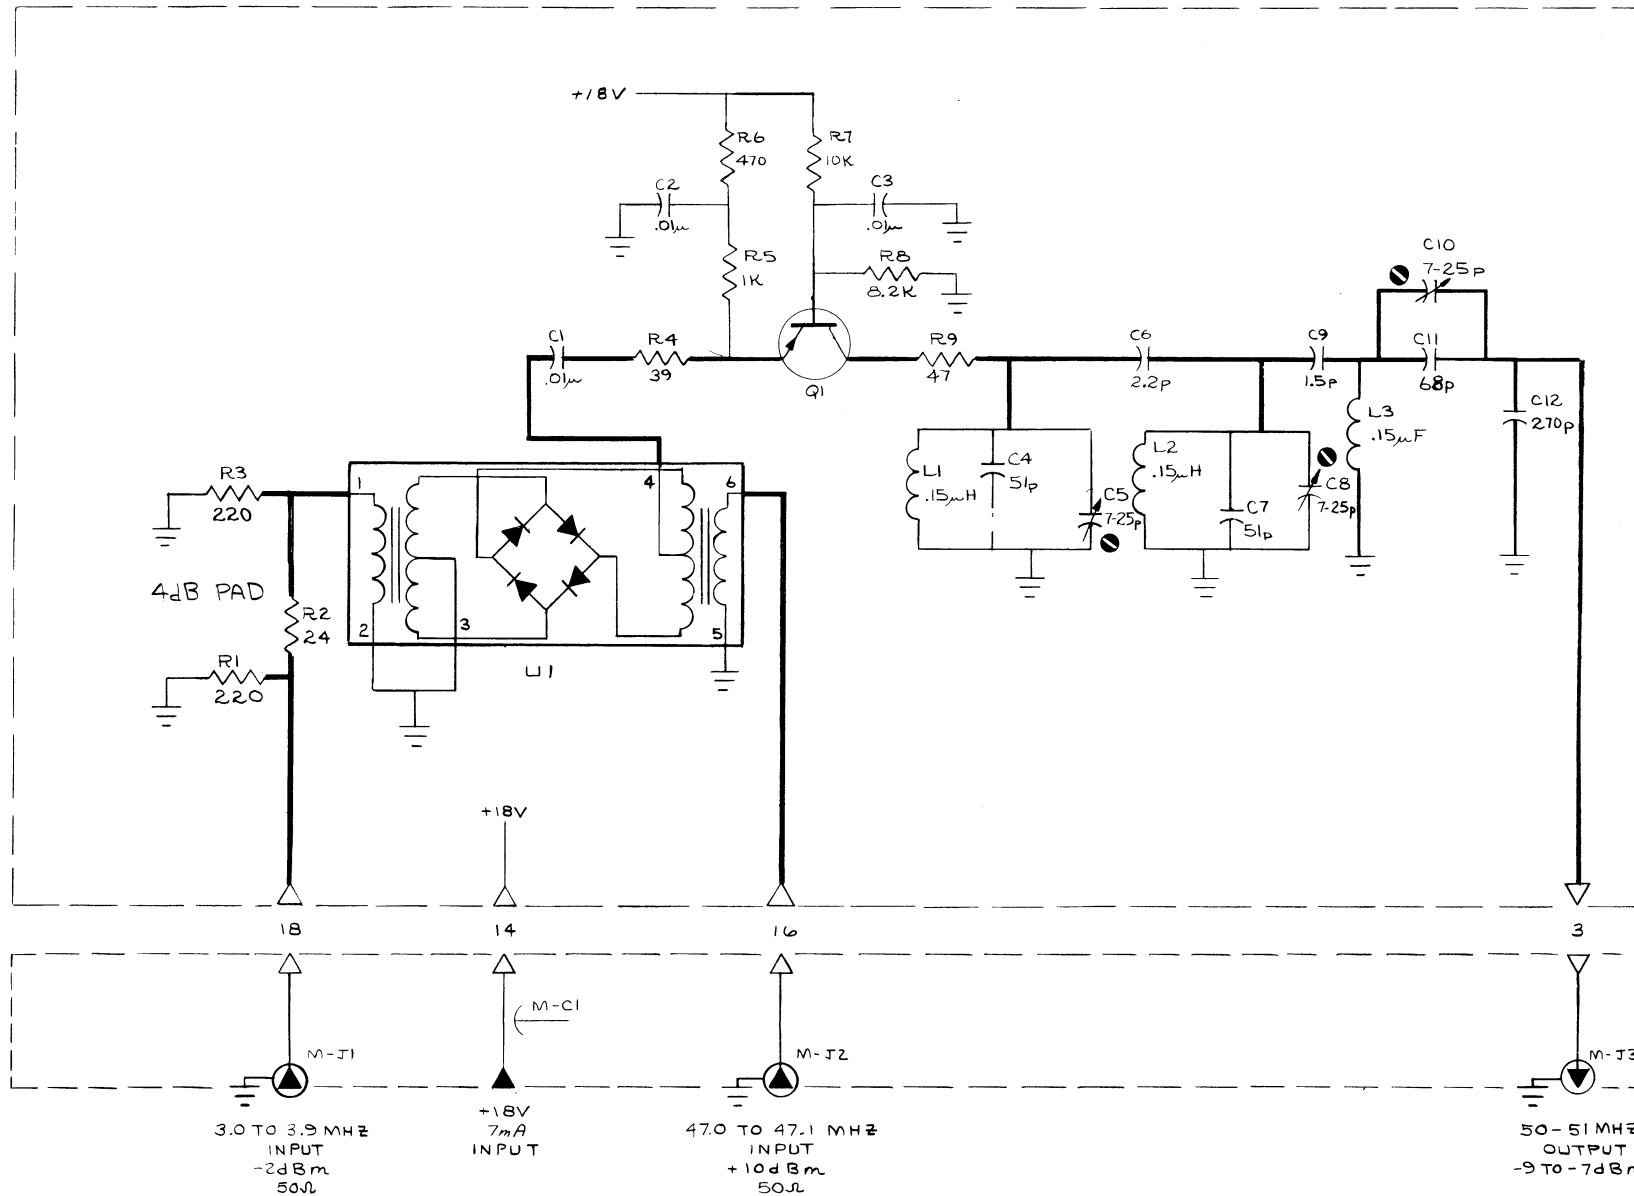 +18V
R6
470
R7
10K
C2
.01µ
C3
.01µ
R5
1K
R8
8.2K
C10
7-25p
C1
.01µ
R4
39
Q1
R9
47
C6
2.2p
C9
1.5p
C11
68p
C12
270p
L3
.15µF
L1
.15µH
C4
51p
C5
7-25p
L2
.15µH
C7
51p
C8
7-25p
R3
220
4dB PAD
R2
24
R1
220
1
2
3
4
5
6
U1
+18V
18
14
16
3
M-J1
M-C1
M-J2
M-J3
3.0 TO 3.9 MHZ
INPUT
-2dBm
50Ω
+18V
7mA
INPUT
47.0 TO 47.1 MHZ
INPUT
+10dBm
50Ω
50-51 MHZ
OUTPUT
-9 TO -7dBm